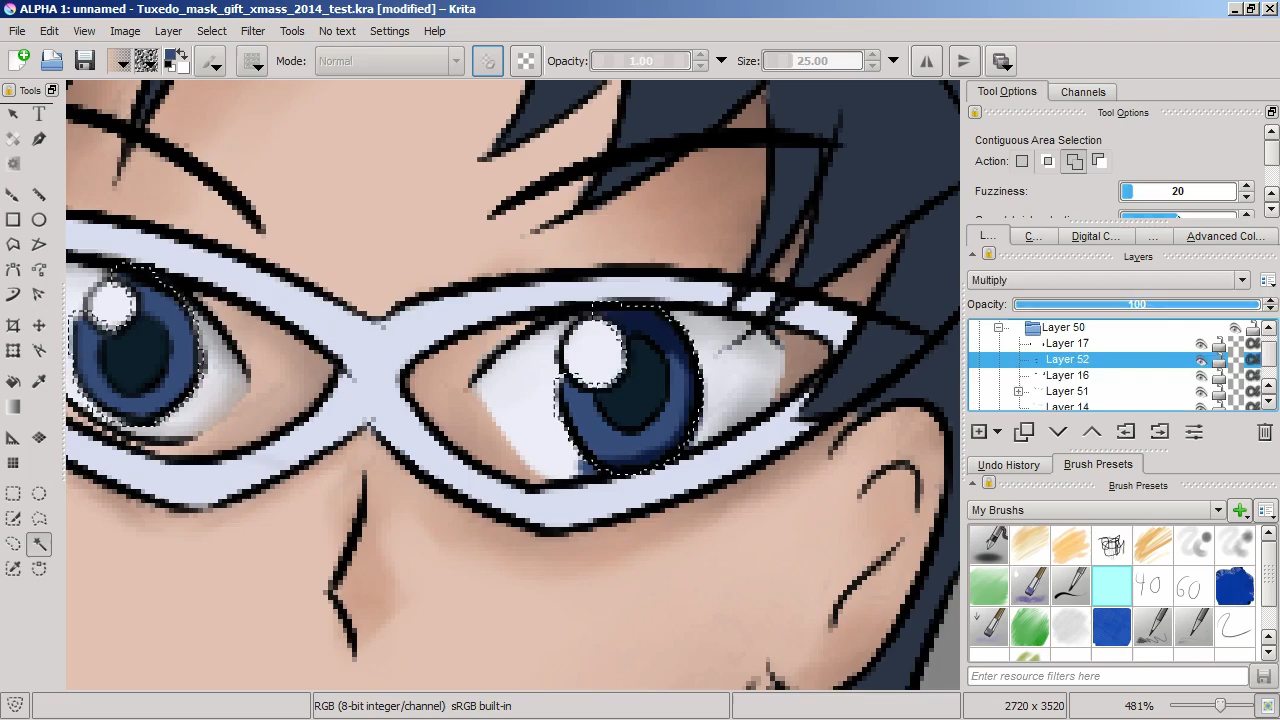 ALPHA 1: unnamed - Tuxedo_mask_gift_xmass_2014_test.kra [modified] – Krita
File Edit View Image Layer Select Filter Tools No text Settings Help
Mode: Normal Opacity: 1.00 Size: 25.00
Tools
Tool Options Channels
Tool Options
Contiguous Area Selection
Action:
Fuzziness: 20
L... C... Digital C... ... Advanced Col...
Layers
Multiply
Opacity: 100
Layer 50
Layer 17
Layer 52
Layer 16
Layer 51
Layer 14
Undo History Brush Presets
Brush Presets
My Brushes
40 60
Enter resource filters here
RGB (8-bit integer/channel) sRGB built-in 2720 x 3520 481%